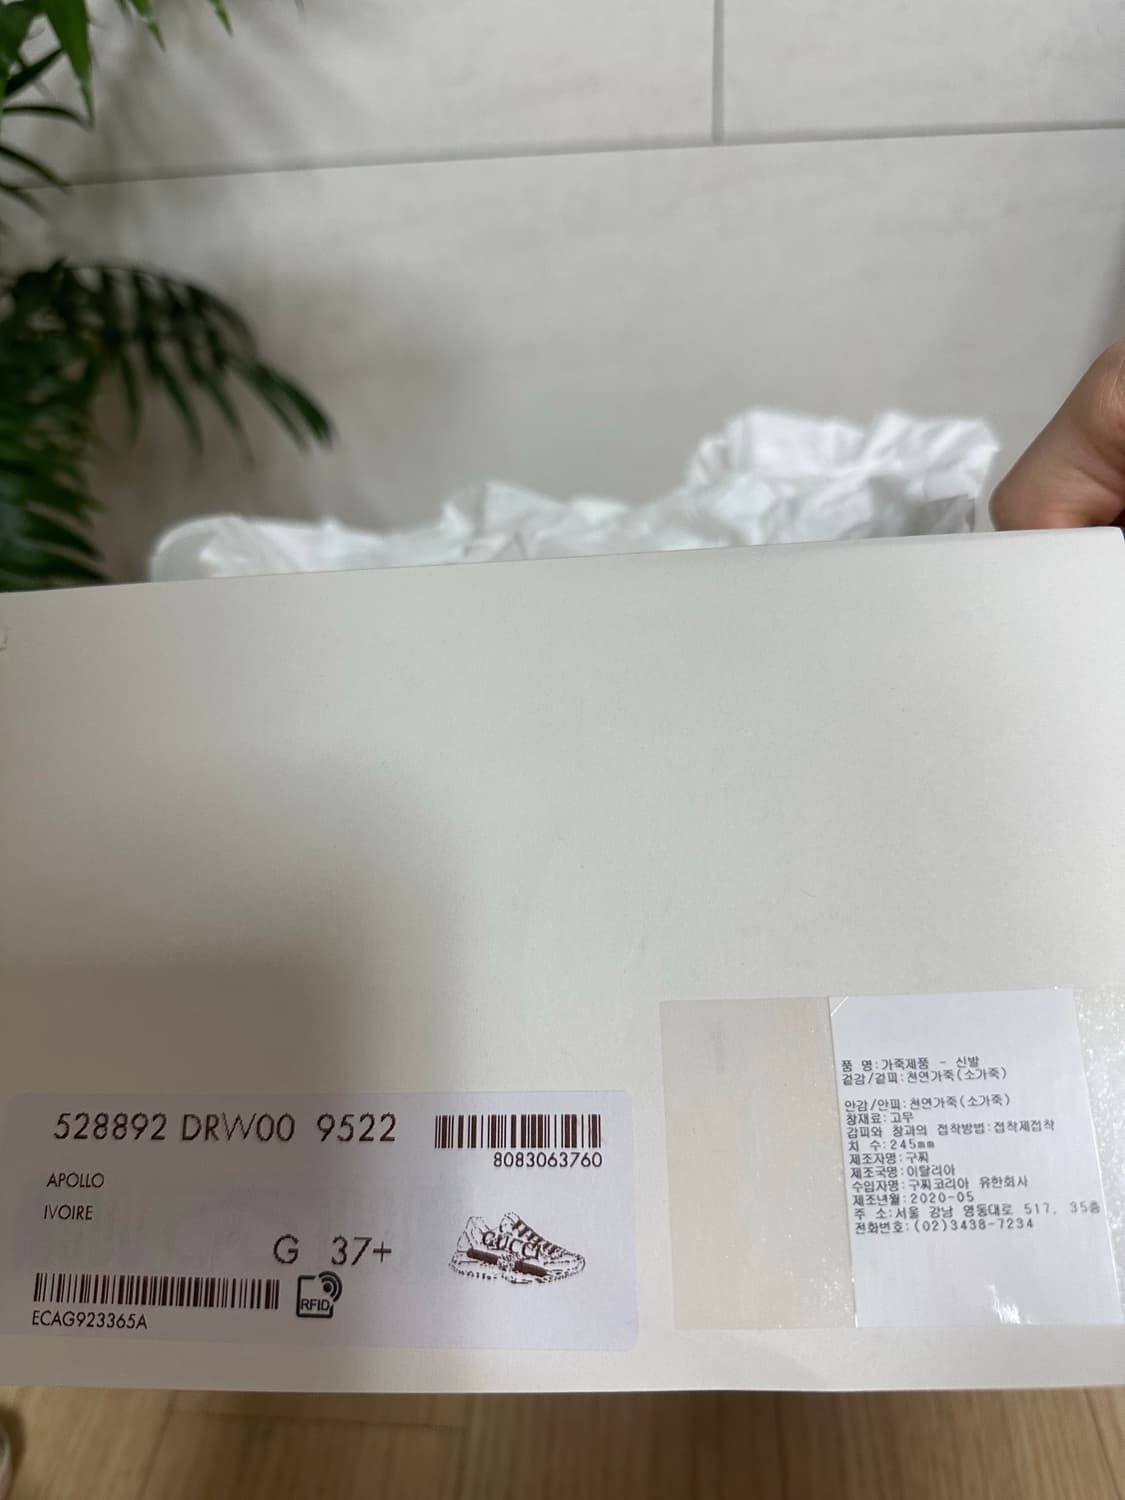 528892 DRW00 9522
8083063760
APOLLO
IVOIRE
G 37+
GUCCI
RFID
ECAG923365A
품 명:가죽제품 - 신발
겉감/겉피:천연가죽(소가죽)
안감/안피:천연가죽(소가죽)
창재료:고무
갑피와 창과의 접착방법:접착제접착
치 수:245mm
제조자명:구찌
제조국명:이탈리아
수입자명:구찌코리아 유한회사
제조년월:2020-05
주 소:서울 강남 영동대로 517, 35층
전화번호:(02)3438-7234